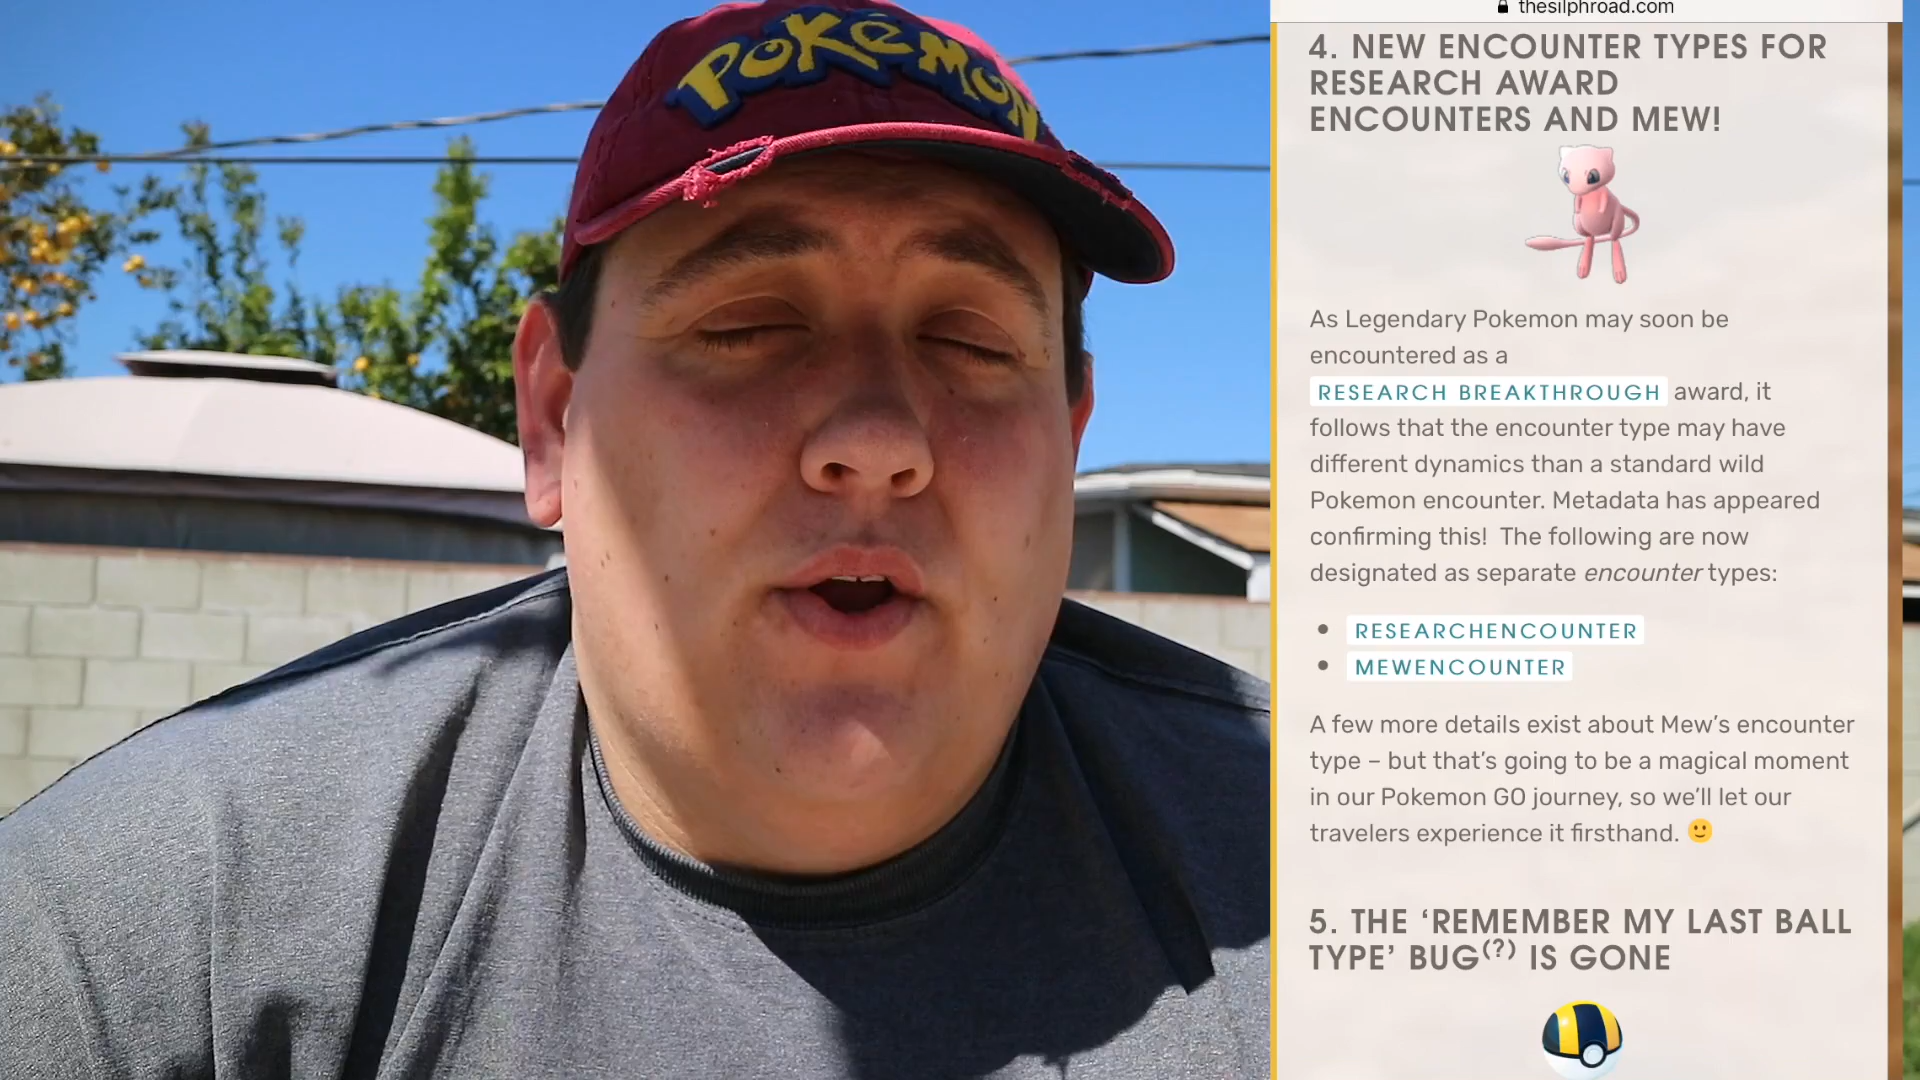 POKéMON
thesilphroad.com
4. NEW ENCOUNTER TYPES FOR
RESEARCH AWARD
ENCOUNTERS AND MEW!
As Legendary Pokemon may soon be
encountered as a
RESEARCH BREAKTHROUGH award, it
follows that the encounter type may have
different dynamics than a standard wild
Pokemon encounter. Metadata has appeared
confirming this!  The following are now
designated as separate encounter types:
• RESEARCHENCOUNTER
• MEWENCOUNTER
A few more details exist about Mew’s encounter
type – but that’s going to be a magical moment
in our Pokemon GO journey, so we’ll let our
travelers experience it firsthand. 🙂
5. THE ‘REMEMBER MY LAST BALL
TYPE’ BUG(?) IS GONE